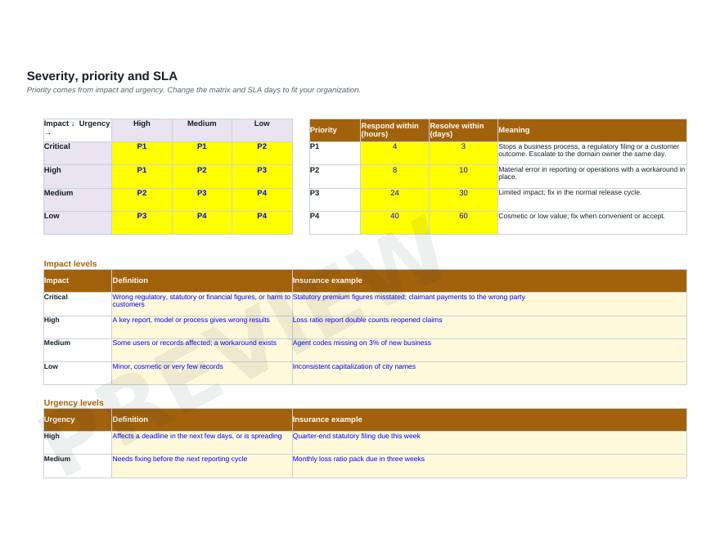 Severity, priority and SLA
Priority comes from impact and urgency. Change the matrix and SLA days to fit your organization.
Impact ↓ Urgency → High Medium Low
Critical P1 P1 P2
High P1 P2 P3
Medium P2 P3 P4
Low P3 P4 P4
Priority Respond within (hours) Resolve within (days) Meaning
P1 4 3 Stops a business process, a regulatory filing or a customer outcome. Escalate to the domain owner the same day.
P2 8 10 Material error in reporting or operations with a workaround in place.
P3 24 30 Limited impact; fix in the normal release cycle.
P4 40 60 Cosmetic or low value; fix when convenient or accept.
Impact levels
Impact Definition Insurance example
Critical Wrong regulatory, statutory or financial figures, or harm to customers Statutory premium figures misstated; claimant payments to the wrong party
High A key report, model or process gives wrong results Loss ratio report double counts reopened claims
Medium Some users or records affected; a workaround exists Agent codes missing on 3% of new business
Low Minor, cosmetic or very few records Inconsistent capitalization of city names
Urgency levels
Urgency Definition Insurance example
High Affects a deadline in the next few days, or is spreading Quarter-end statutory filing due this week
Medium Needs fixing before the next reporting cycle Monthly loss ratio pack due in three weeks
PREVIEW